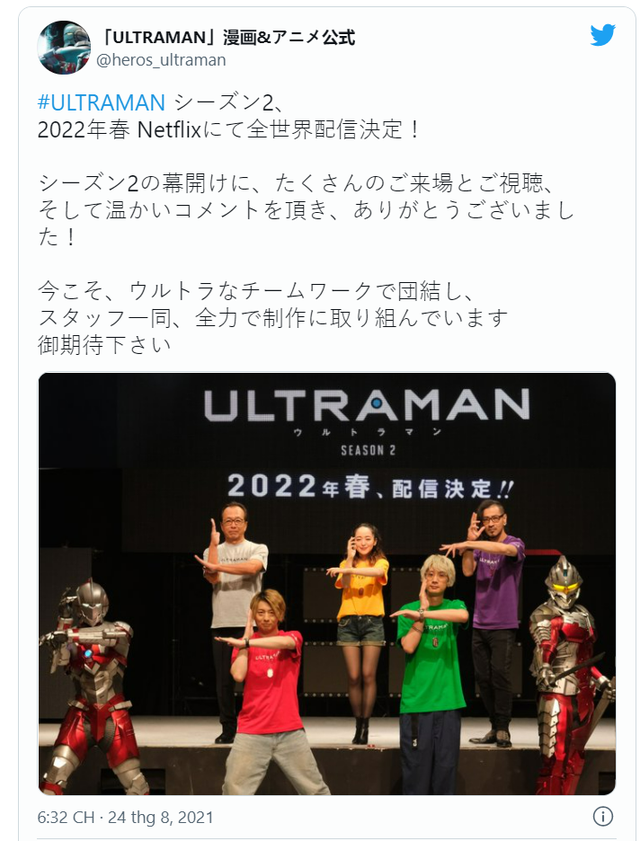 「ULTRAMAN」漫画&アニメ公式
@heros_ultraman
#ULTRAMAN シーズン2、
2022年春 Netflixにて全世界配信決定！
シーズン2の幕開けに、たくさんのご来場とご視聴、
そして温かいコメントを頂き、ありがとうございまし
た！
今こそ、ウルトラなチームワークで団結し、
スタッフ一同、全力で制作に取り組んでいます
御期待下さい
ULTRAMAN
ウルトラマン
SEASON 2
2022年春、配信決定!!
ULTRAMAN
6:32 CH · 24 thg 8, 2021